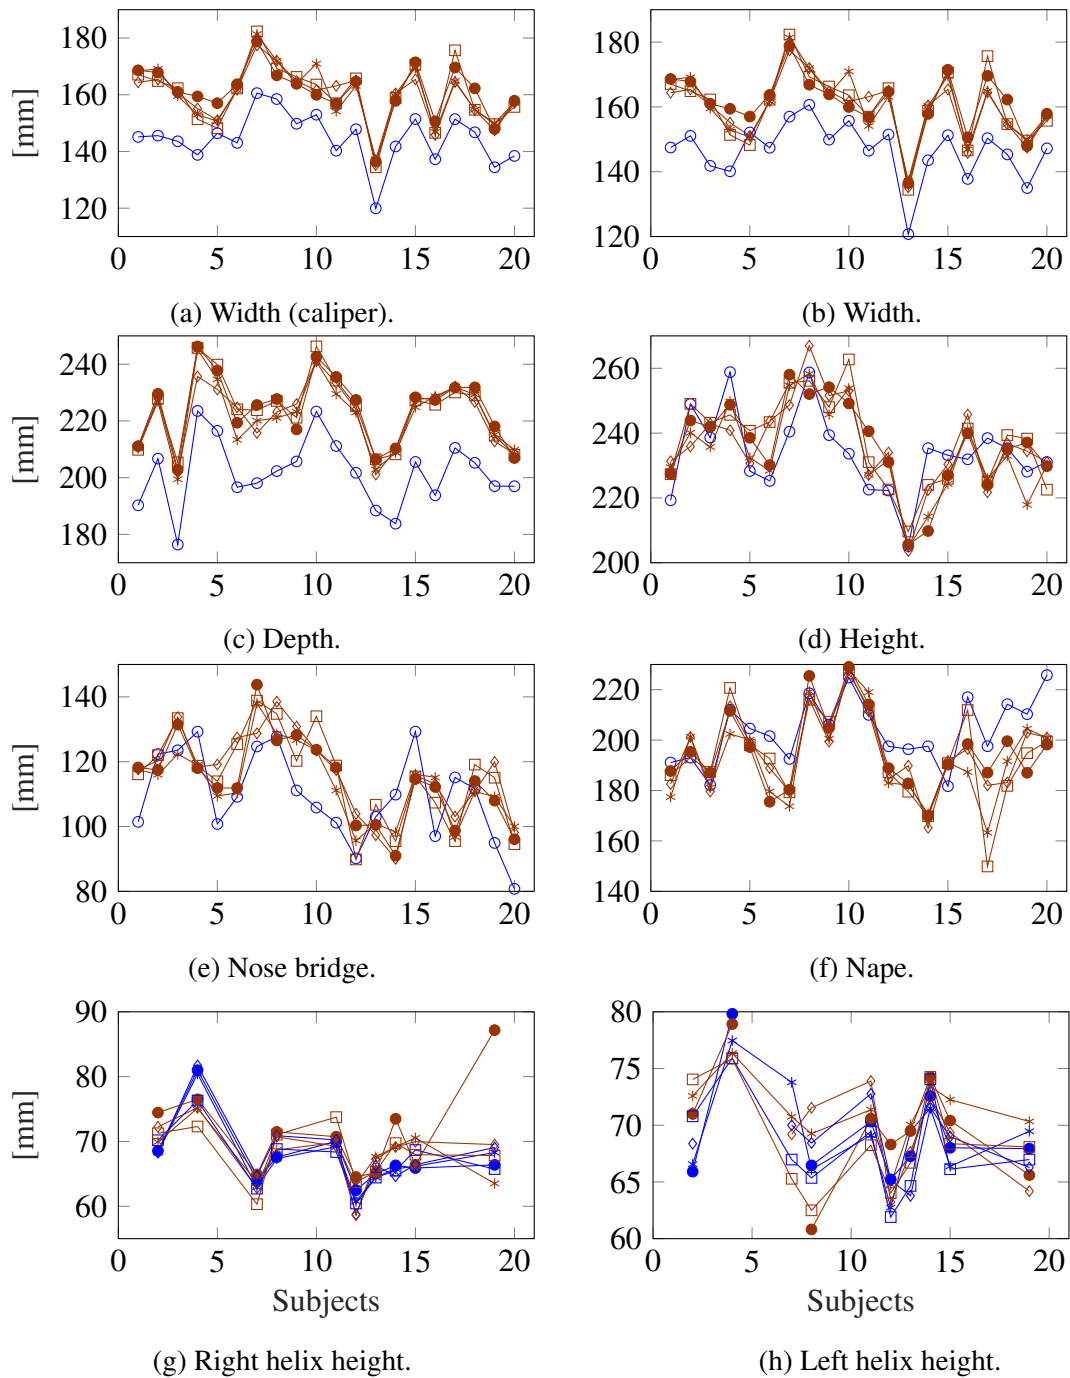 180
160
140
120
[mm]
0 5 10 15 20
(a) Width (caliper).
180
160
140
120
0 5 10 15 20
(b) Width.
240
220
200
180
[mm]
0 5 10 15 20
(c) Depth.
260
240
220
200
0 5 10 15 20
(d) Height.
140
120
100
80
[mm]
0 5 10 15 20
(e) Nose bridge.
220
200
180
160
140
0 5 10 15 20
(f) Nape.
90
80
70
60
[mm]
0 5 10 15 20
Subjects
(g) Right helix height.
80
75
70
65
60
0 5 10 15 20
Subjects
(h) Left helix height.